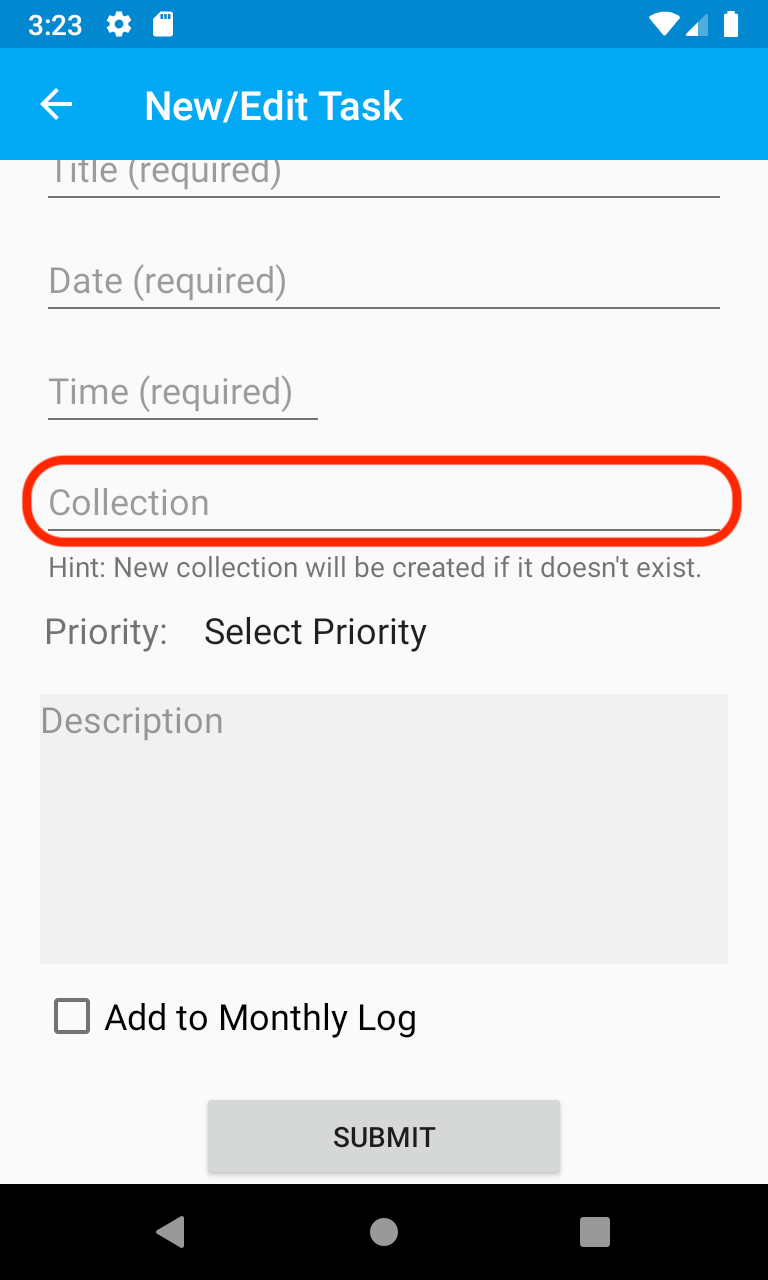 3:23
New/Edit Task
Title (required)
Date (required)
Time (required)
Collection
Hint: New collection will be created if it doesn't exist.
Priority: Select Priority
Description
Add to Monthly Log
SUBMIT